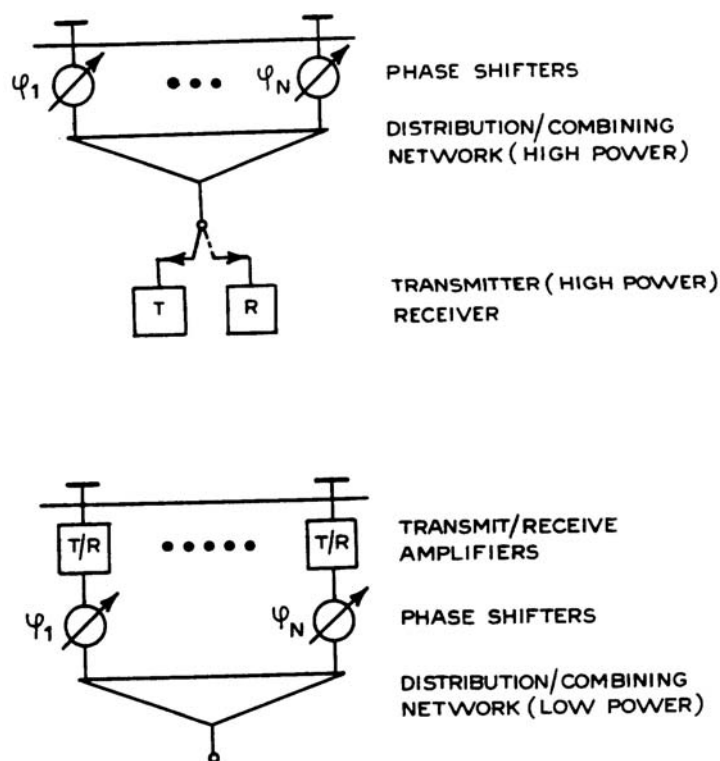 φ1
φN
PHASE SHIFTERS
DISTRIBUTION/COMBINING
NETWORK (HIGH POWER)
T
R
TRANSMITTER (HIGH POWER)
RECEIVER
T/R
T/R
TRANSMIT/RECEIVE
AMPLIFIERS
φ1
φN
PHASE SHIFTERS
DISTRIBUTION/COMBINING
NETWORK (LOW POWER)